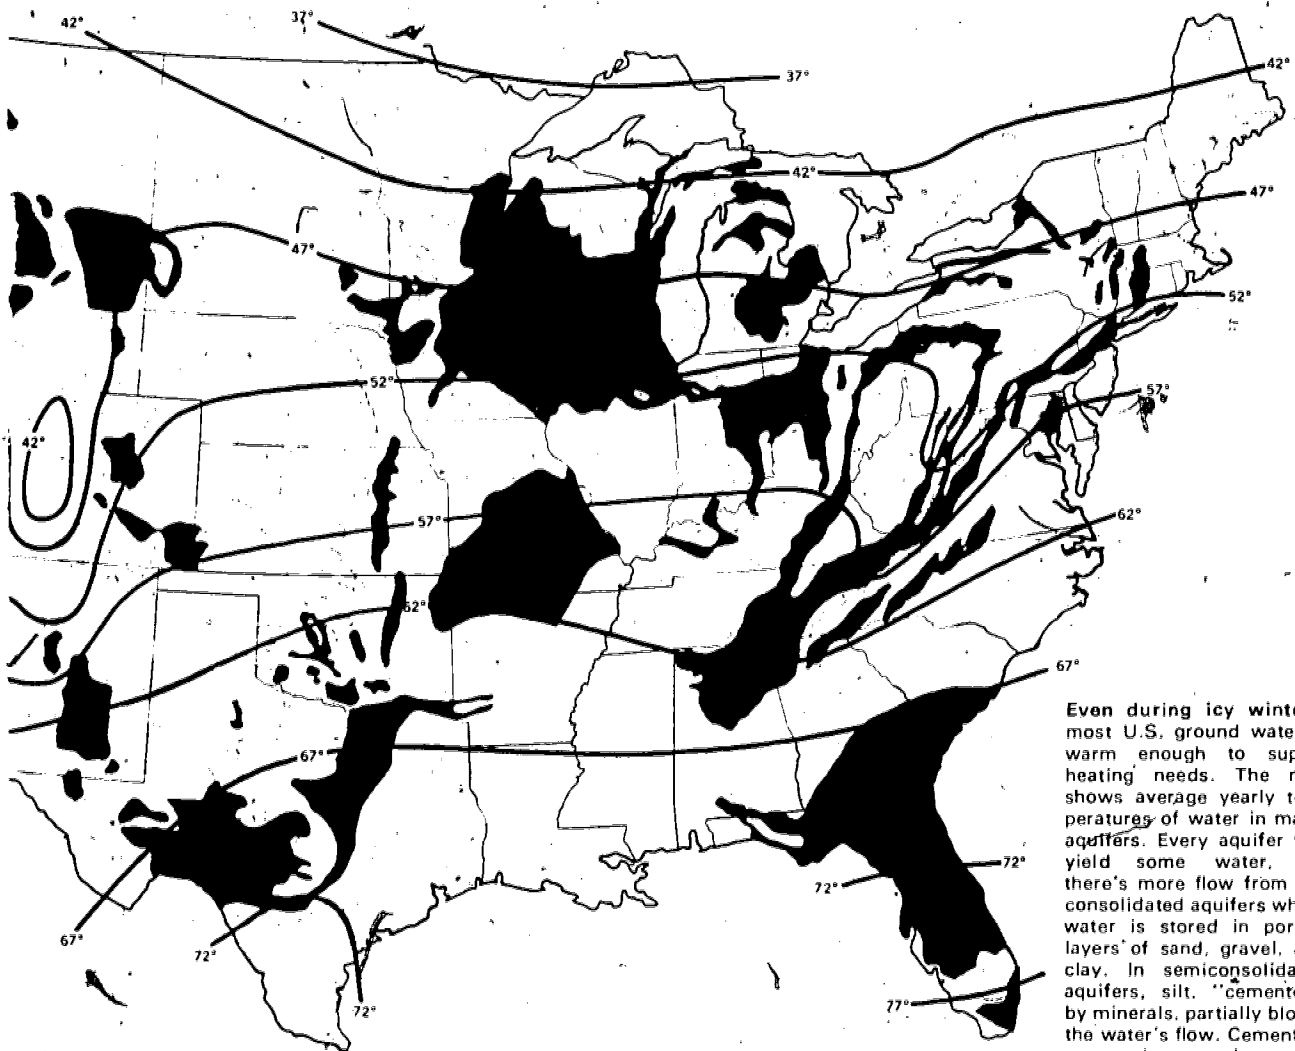 42°
37°
37°
42°
42°
47°
47°
52°
52°
57°
42°
57°
62°
62°
67°
67°
72°
72°
67°
72°
72°
77°
Even during icy wint
most U.S. ground water
warm enough to sup
heating needs. The
shows average yearly t
peratures of water in ma
aquifers. Every aquifer
yield some water,
there's more flow from
consolidated aquifers wh
water is stored in por
layers of sand, gravel,
clay. In semiconsolida
aquifers, silt, "cement
by minerals, partially blo
the water's flow. Cement